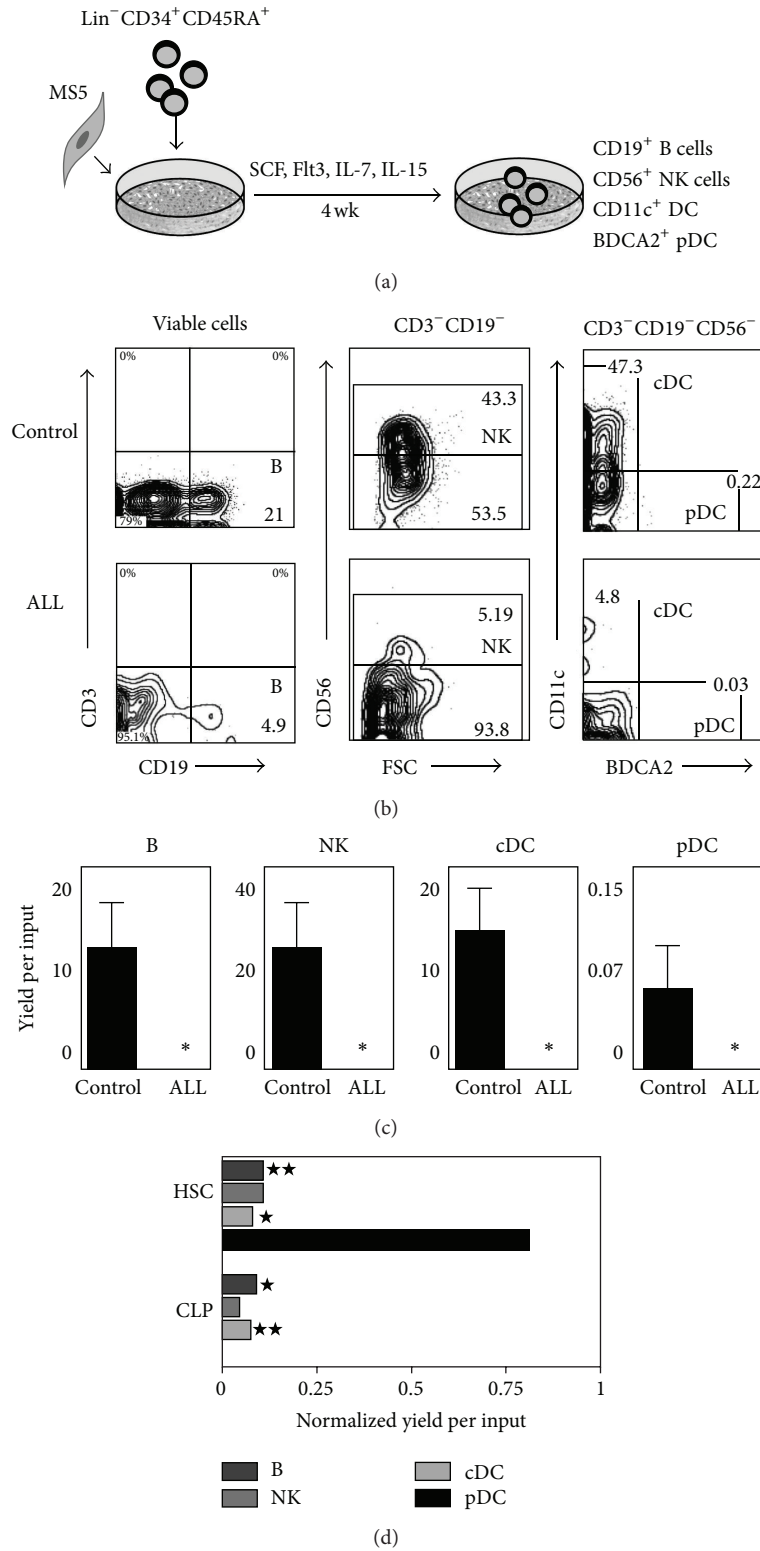 Lin⁻CD34⁺CD45RA⁺
MS5
SCF, Flt3, IL-7, IL-15
4 wk
CD19⁺ B cells
CD56⁺ NK cells
CD11c⁺ DC
BDCA2⁺ pDC
(a)
Viable cells
CD3⁻CD19⁻
CD3⁻CD19⁻CD56⁻
Control
0%
0%
B
79%
21
43.3
NK
53.5
47.3
cDC
0.22
pDC
ALL
0%
0%
B
95.1%
4.9
5.19
NK
93.8
4.8
cDC
0.03
pDC
CD3
CD19
CD56
FSC
CD11c
BDCA2
(b)
B
NK
cDC
pDC
Yield per input
20
10
0
*
Control ALL
40
20
0
*
Control ALL
20
10
0
*
Control ALL
0.15
0.07
0
*
Control ALL
(c)
HSC
★★
★
CLP
★
★★
0 0.25 0.5 0.75 1
Normalized yield per input
B
NK
cDC
pDC
(d)